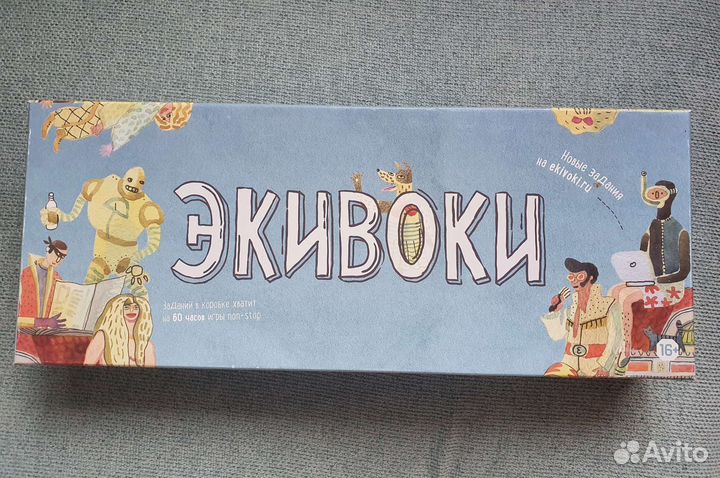 ЭКИВОКИ
Новые задания
на ekivoki.ru
Заданий в коробке хватит
на 60 часов игры non-stop
16+
Avito